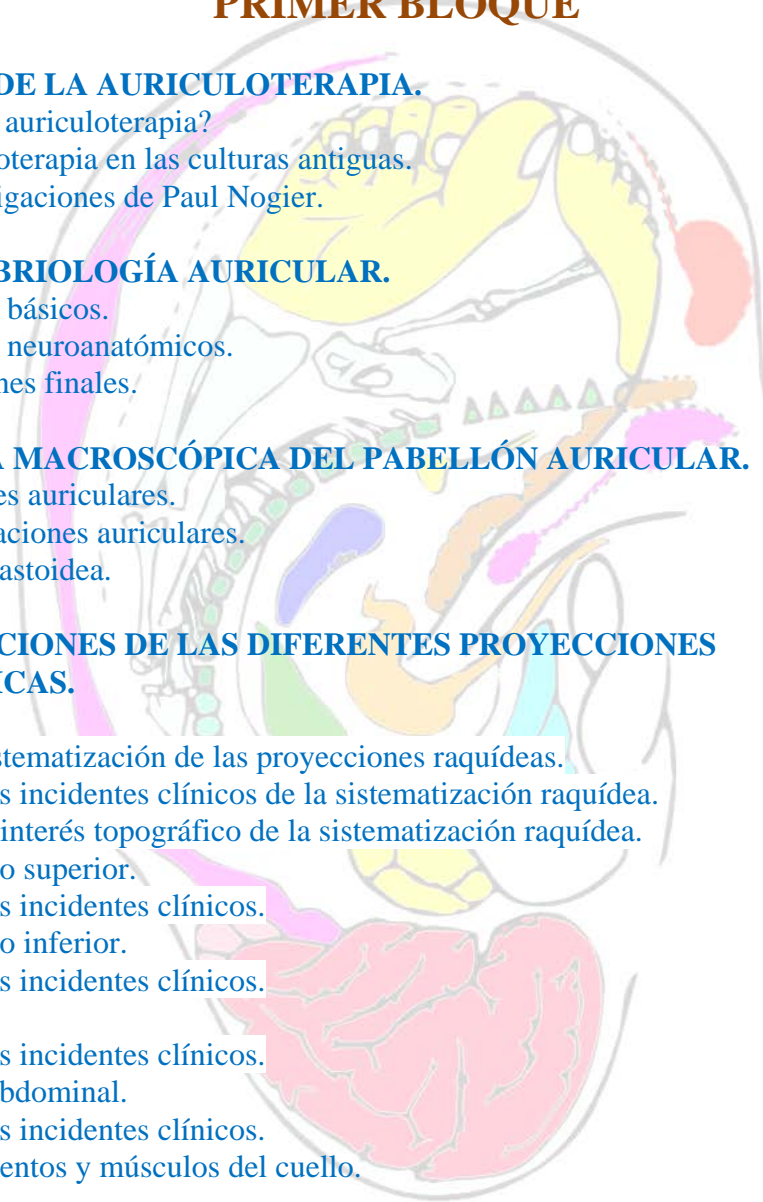 PRIMER BLOQUE
DE LA AURICULOTERAPIA.
auriculoterapia?
oterapia en las culturas antiguas.
igaciones de Paul Nogier.
BRIOLOGÍA AURICULAR.
básicos.
neuroanatómicos.
nes finales.
A MACROSCÓPICA DEL PABELLÓN AURICULAR.
es auriculares.
aciones auriculares.
astoidea.
CIONES DE LAS DIFERENTES PROYECCIONES
ICAS.
stematización de las proyecciones raquídeas.
s incidentes clínicos de la sistematización raquídea.
interés topográfico de la sistematización raquídea.
o superior.
s incidentes clínicos.
o inferior.
s incidentes clínicos.
s incidentes clínicos.
bdominal.
s incidentes clínicos.
entos y músculos del cuello.